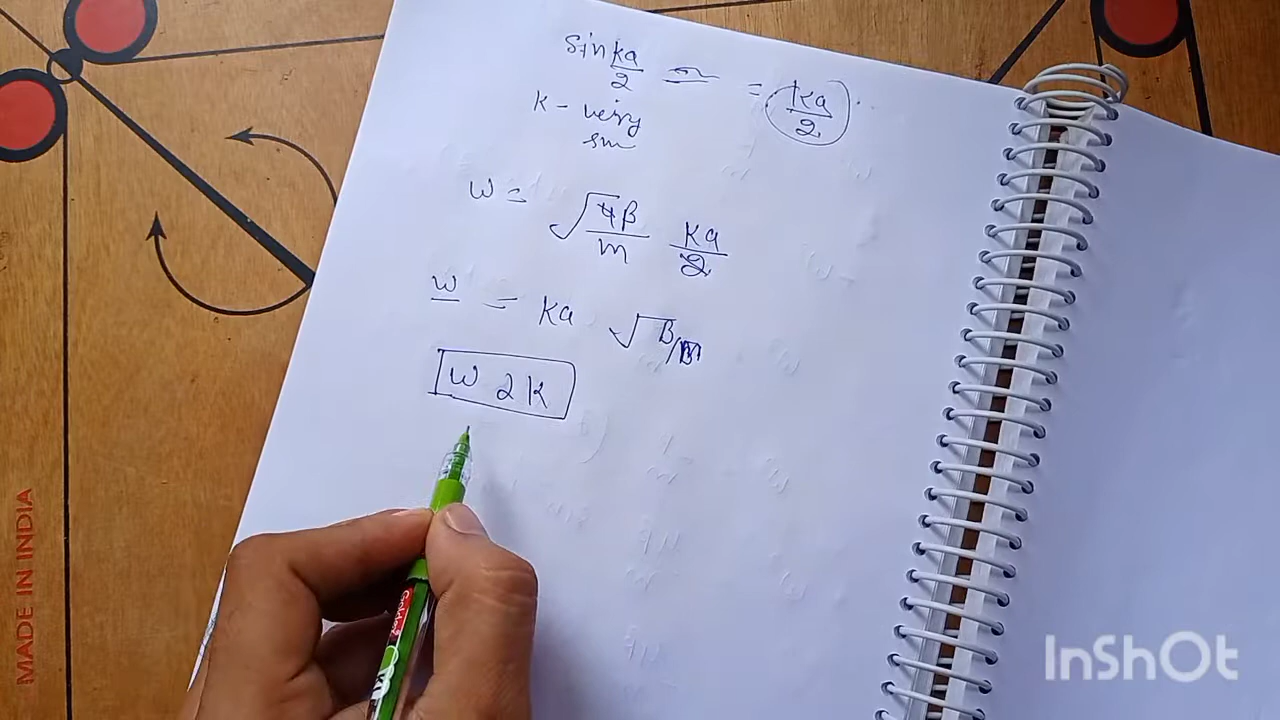 sin ka/2 ≈ = ka/2
k - very
sm
w = √4β/m ka/2
w = ka √β/m
w α k
MADE IN INDIA
InShOt